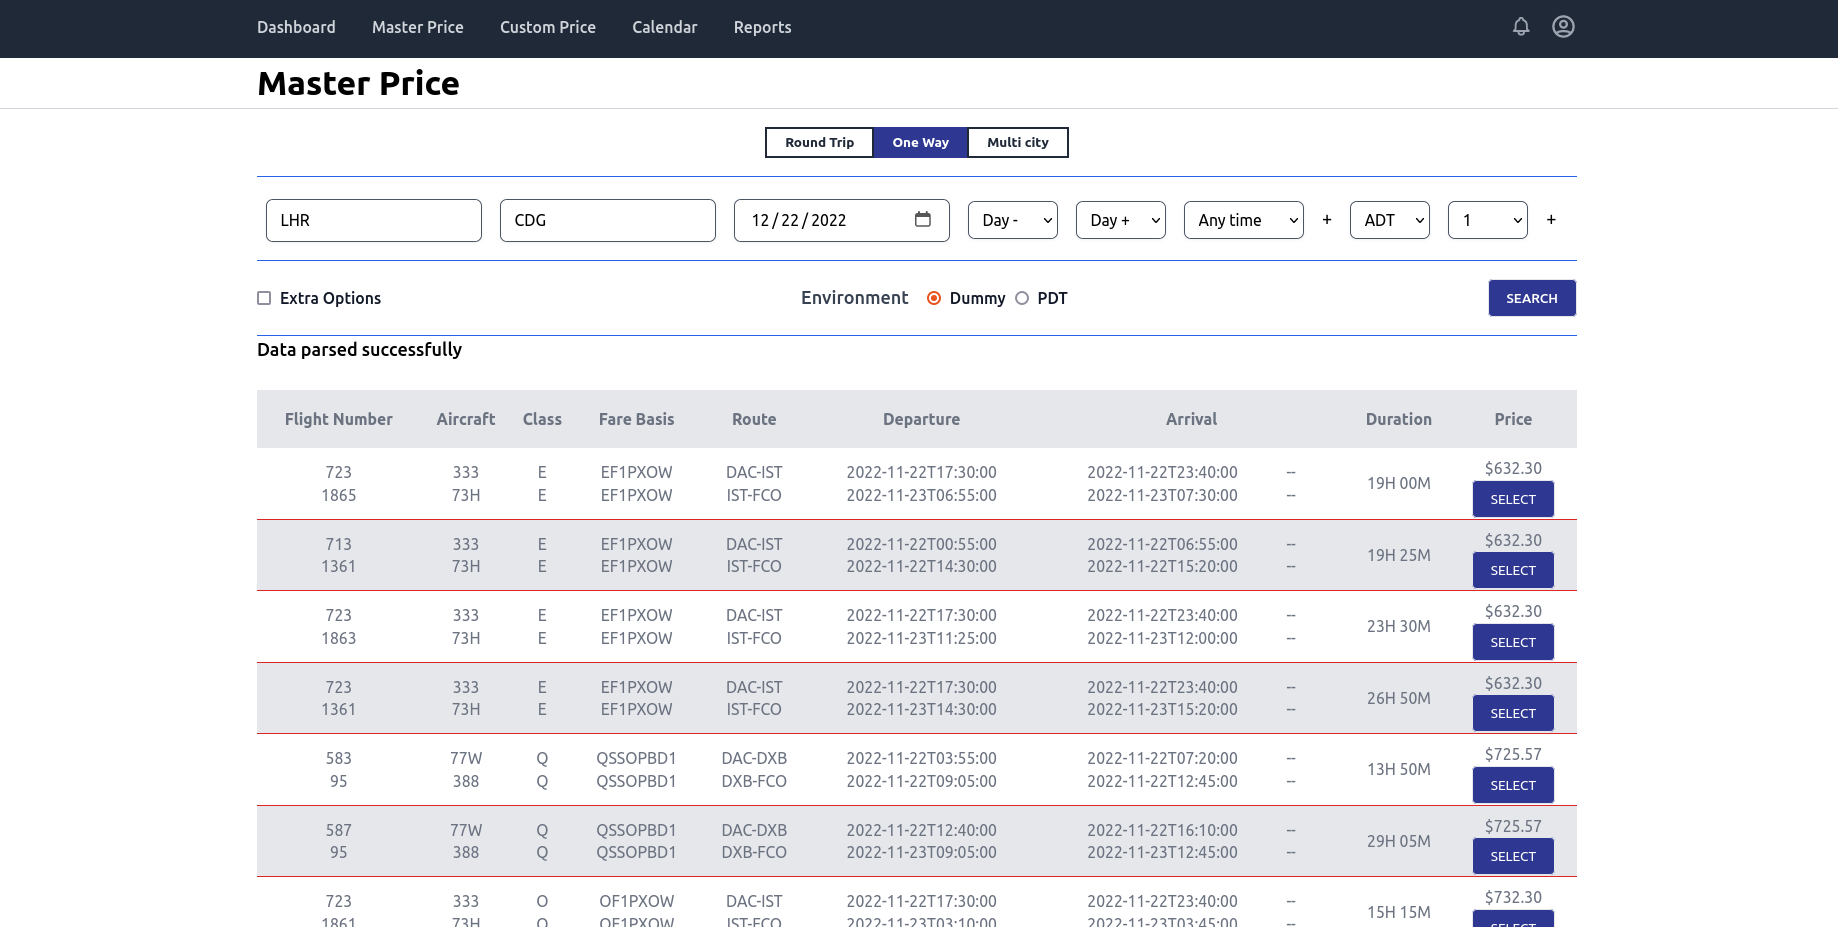 Dashboard Master Price Custom Price Calendar Reports
Master Price
Round Trip One Way Multi city
LHR CDG 12/22/2022 Day - Day + Any time + ADT 1 +
Extra Options Environment Dummy PDT SEARCH
Data parsed successfully
Flight Number Aircraft Class Fare Basis Route Departure Arrival Duration Price
723 333 E EF1PXOW DAC-IST 2022-11-22T17:30:00 2022-11-22T23:40:00 -- 19H 00M $632.30
1865 73H E EF1PXOW IST-FCO 2022-11-23T06:55:00 2022-11-23T07:30:00 -- SELECT
713 333 E EF1PXOW DAC-IST 2022-11-22T00:55:00 2022-11-22T06:55:00 -- 19H 25M $632.30
1361 73H E EF1PXOW IST-FCO 2022-11-22T14:30:00 2022-11-22T15:20:00 -- SELECT
723 333 E EF1PXOW DAC-IST 2022-11-22T17:30:00 2022-11-22T23:40:00 -- 23H 30M $632.30
1863 73H E EF1PXOW IST-FCO 2022-11-23T11:25:00 2022-11-23T12:00:00 -- SELECT
723 333 E EF1PXOW DAC-IST 2022-11-22T17:30:00 2022-11-22T23:40:00 -- 26H 50M $632.30
1361 73H E EF1PXOW IST-FCO 2022-11-23T14:30:00 2022-11-23T15:20:00 -- SELECT
583 77W Q QSSOPBD1 DAC-DXB 2022-11-22T03:55:00 2022-11-22T07:20:00 -- 13H 50M $725.57
95 388 Q QSSOPBD1 DXB-FCO 2022-11-22T09:05:00 2022-11-22T12:45:00 -- SELECT
587 77W Q QSSOPBD1 DAC-DXB 2022-11-22T12:40:00 2022-11-22T16:10:00 -- 29H 05M $725.57
95 388 Q QSSOPBD1 DXB-FCO 2022-11-23T09:05:00 2022-11-23T12:45:00 -- SELECT
723 333 O OF1PXOW DAC-IST 2022-11-22T17:30:00 2022-11-22T23:40:00 -- 15H 15M $732.30
1861 73H O OF1PXOW IST-FCO 2022-11-23T03:10:00 2022-11-23T03:45:00 -- SELECT